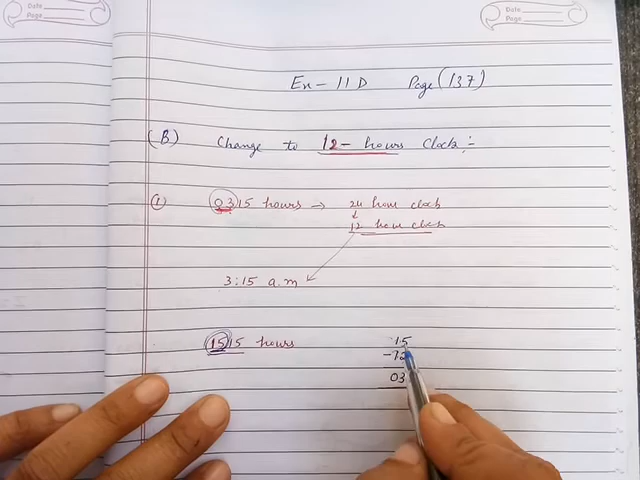 Date
Page
Date
Page
Ex - 11 D Page (137)
(B) Change to 12- hours Clock :-
① 0315 hours → 24 hour clock
↓
12 hour clock
3:15 a.m
1515 hours 15
-12
03